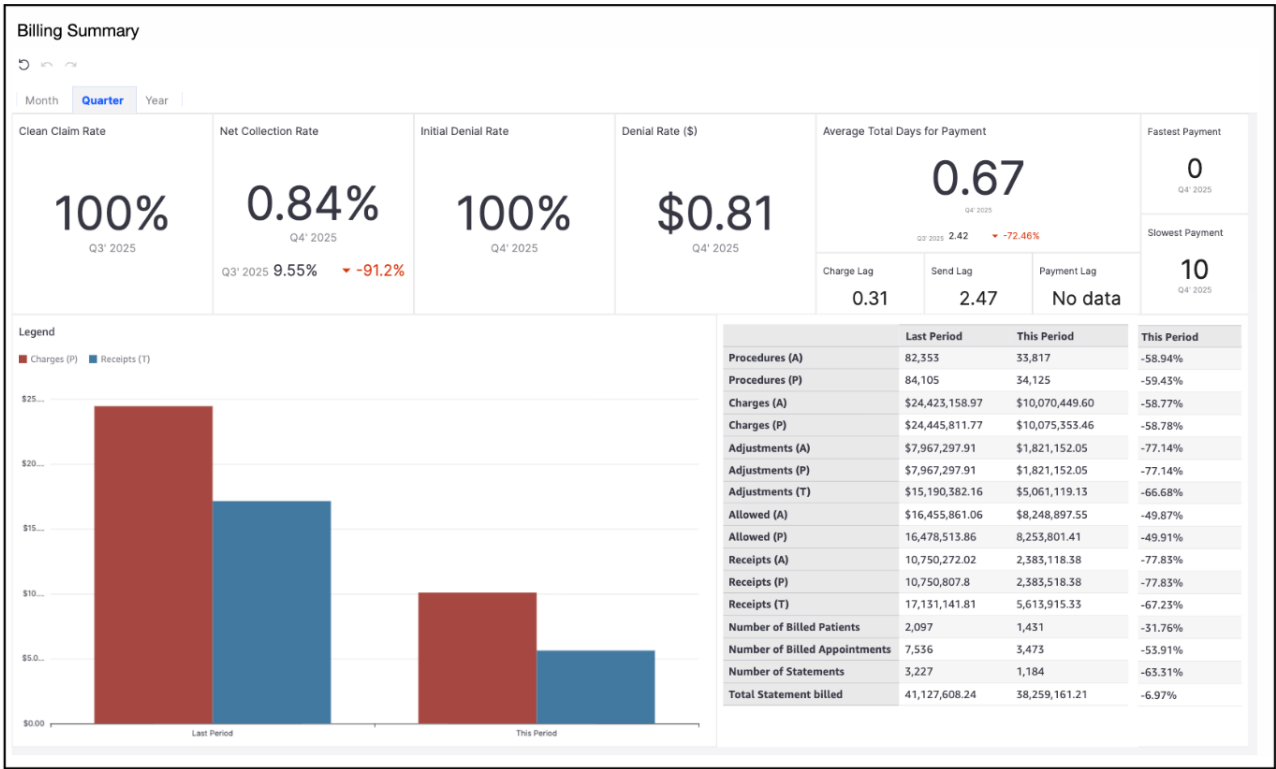 Billing Summary
Month Quarter Year
Clean Claim Rate
100%
Q3' 2025
Net Collection Rate
0.84%
Q4' 2025
Q3' 2025 9.55% -91.2%
Initial Denial Rate
100%
Q4' 2025
Denial Rate ($)
$0.81
Q4' 2025
Average Total Days for Payment
0.67
Q4' 2025
Q3' 2025 2.42 -72.46%
Charge Lag
0.31
Send Lag
2.47
Payment Lag
No data
Fastest Payment
0
Q4' 2025
Slowest Payment
10
Q4' 2025
Legend
Charges (P) Receipts (T)
$25...
$20...
$15...
$10...
$5.0...
$0.00
Last Period This Period
Last Period This Period This Period
Procedures (A) 82,353 33,817 -58.94%
Procedures (P) 84,105 34,125 -59.43%
Charges (A) $24,423,158.97 $10,070,449.60 -58.77%
Charges (P) $24,445,811.77 $10,075,353.46 -58.78%
Adjustments (A) $7,967,297.91 $1,821,152.05 -77.14%
Adjustments (P) $7,967,297.91 $1,821,152.05 -77.14%
Adjustments (T) $15,190,382.16 $5,061,119.13 -66.68%
Allowed (A) $16,455,861.06 $8,248,897.55 -49.87%
Allowed (P) 16,478,513.86 8,253,801.41 -49.91%
Receipts (A) 10,750,272.02 2,383,118.38 -77.83%
Receipts (P) 10,750,807.8 2,383,518.38 -77.83%
Receipts (T) 17,131,141.81 5,613,915.33 -67.23%
Number of Billed Patients 2,097 1,431 -31.76%
Number of Billed Appointments 7,536 3,473 -53.91%
Number of Statements 3,227 1,184 -63.31%
Total Statement billed 41,127,608.24 38,259,161.21 -6.97%